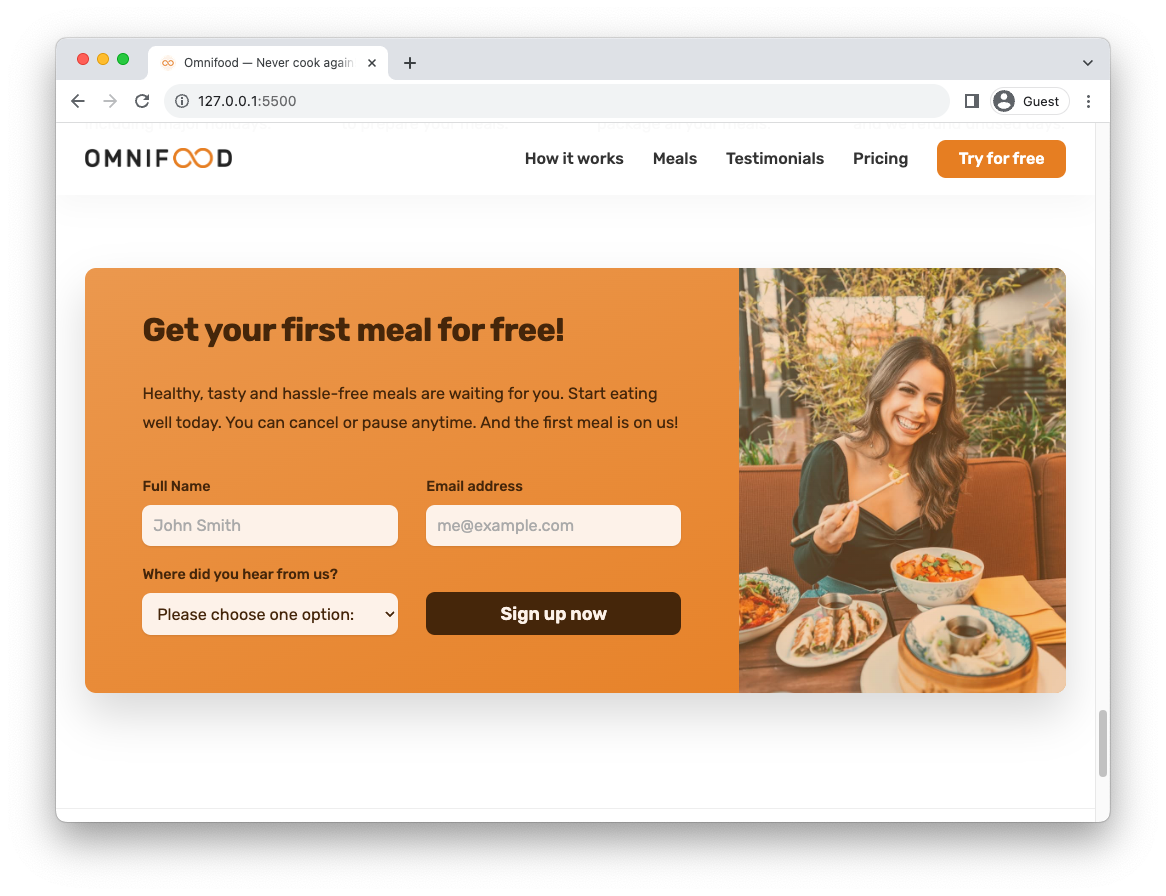 Omnifood — Never cook again
127.0.0.1:5500
Guest
OMNIFOOD
How it works
Meals
Testimonials
Pricing
Try for free
Get your first meal for free!
Healthy, tasty and hassle-free meals are waiting for you. Start eating
well today. You can cancel or pause anytime. And the first meal is on us!
Full Name
Email address
John Smith
me@example.com
Where did you hear from us?
Please choose one option:
Sign up now